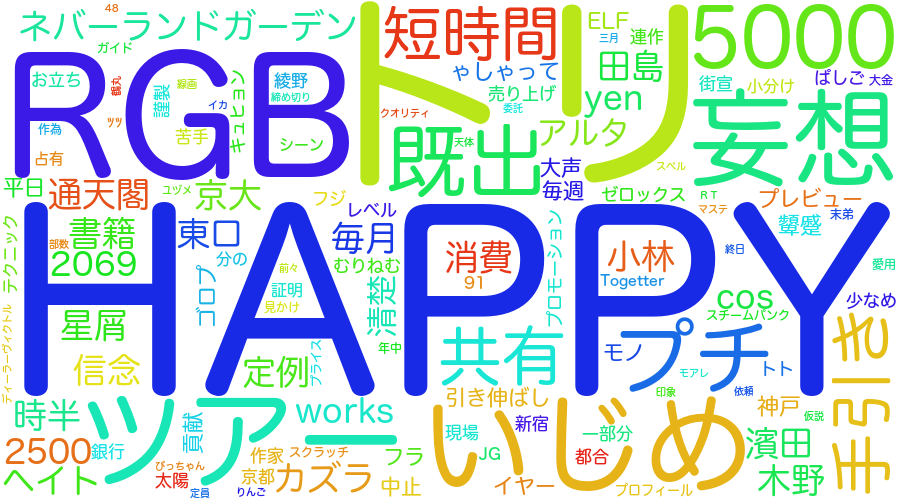 48
ネバーランドガーデン
ガイド
RGB
トリ
短時間
ELF
三月
連作
5000
お立ち
鶴丸
線画
謹製
イカ
キュヒョン
綾野
締め切り
ゃしゃって
田島
売り上げ
yen
街宣
小分け
ぱしご
大金
作為
ッッ
苦手
シーン
クオリティ
委託
既出
天体
アルタ
妄想
占有
大声
スペル
平日
通天閣
ユヅメ
京大
フジ
毎週
ゼロックス
RT
マステ
プレビュー
レベル
末弟
顰蹙
テクニック
書籍
部数
東口
毎月
HAPPY
消費
プロモーション
小林
終日
2069
分の
前々
むりねむ
愛用
ゴロプ
証明
見かけ
清楚
91
Togetter
cos
少なめ
星屑
スチームパンク
ディーラーヴィクトル
信念
定例
プライス
年中
共有
プチ
モノ
モアレ
トト
手引き
時半
ツアー
works
いじめ
引き伸ばし
印象
依頼
神戸
仮説
2500
銀行
貢献
現場
新宿
一部分
濱田
ぴっちゃん
作家
スクラッチ
フラ
JG
都合
ヘイト
太陽
定員
りんご
京都
カズラ
中止
イヤー
プロフィール
木野